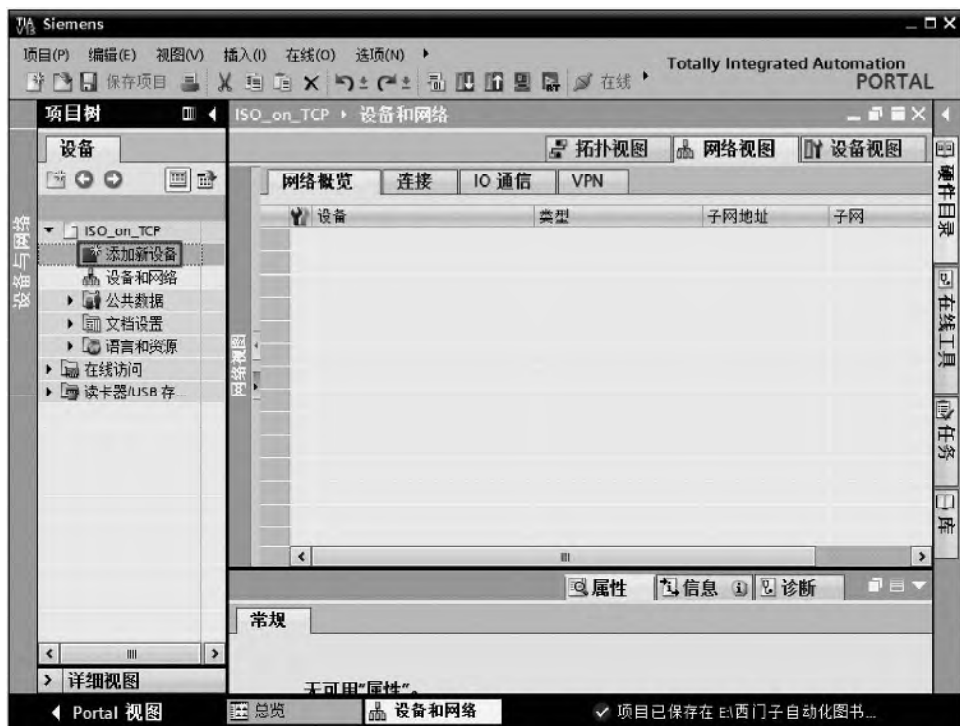 TIA V13 Siemens
项目(P) 编辑(E) 视图(V) 插入(I) 在线(O) 选项(N)
Totally Integrated Automation
PORTAL
保存项目 在线
项目树
ISO_on_TCP 设备和网络
设备
拓扑视图 网络视图 设备视图
网络概览 连接 IO 通信 VPN
设备 类型 子网地址 子网
设备与网络
ISO_on_TCP
添加新设备
设备和网络
公共数据
文档设置
语言和资源
在线访问
读卡器/USB 存
网络视图
硬件目录
在线工具
任务
库
属性 信息 诊断
常规
无可用"属性"。
详细视图
Portal 视图 总览 设备和网络 项目已保存在 E:\西门子自动化图书...